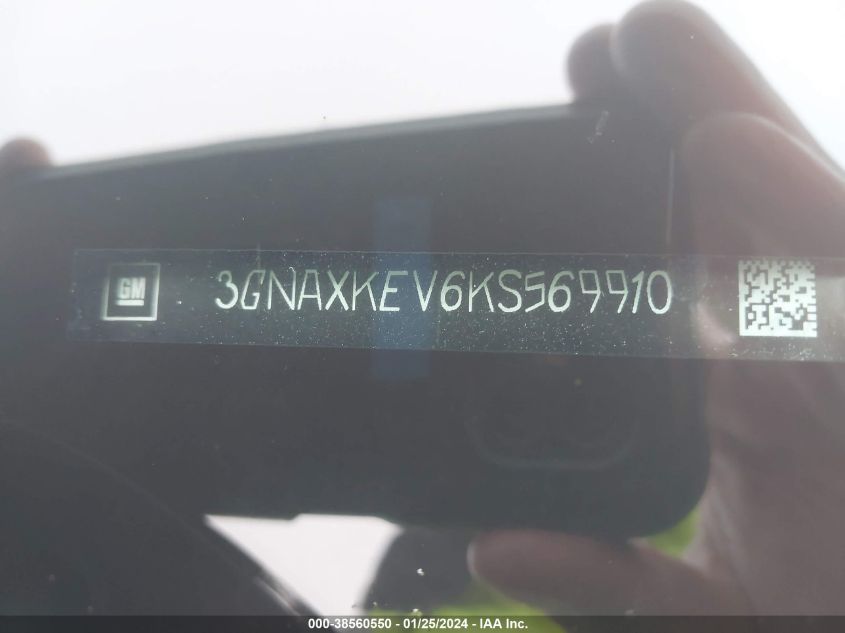 GM 3GNAXKEV6KS569910
000-38560550 - 01/25/2024 - IAA Inc.